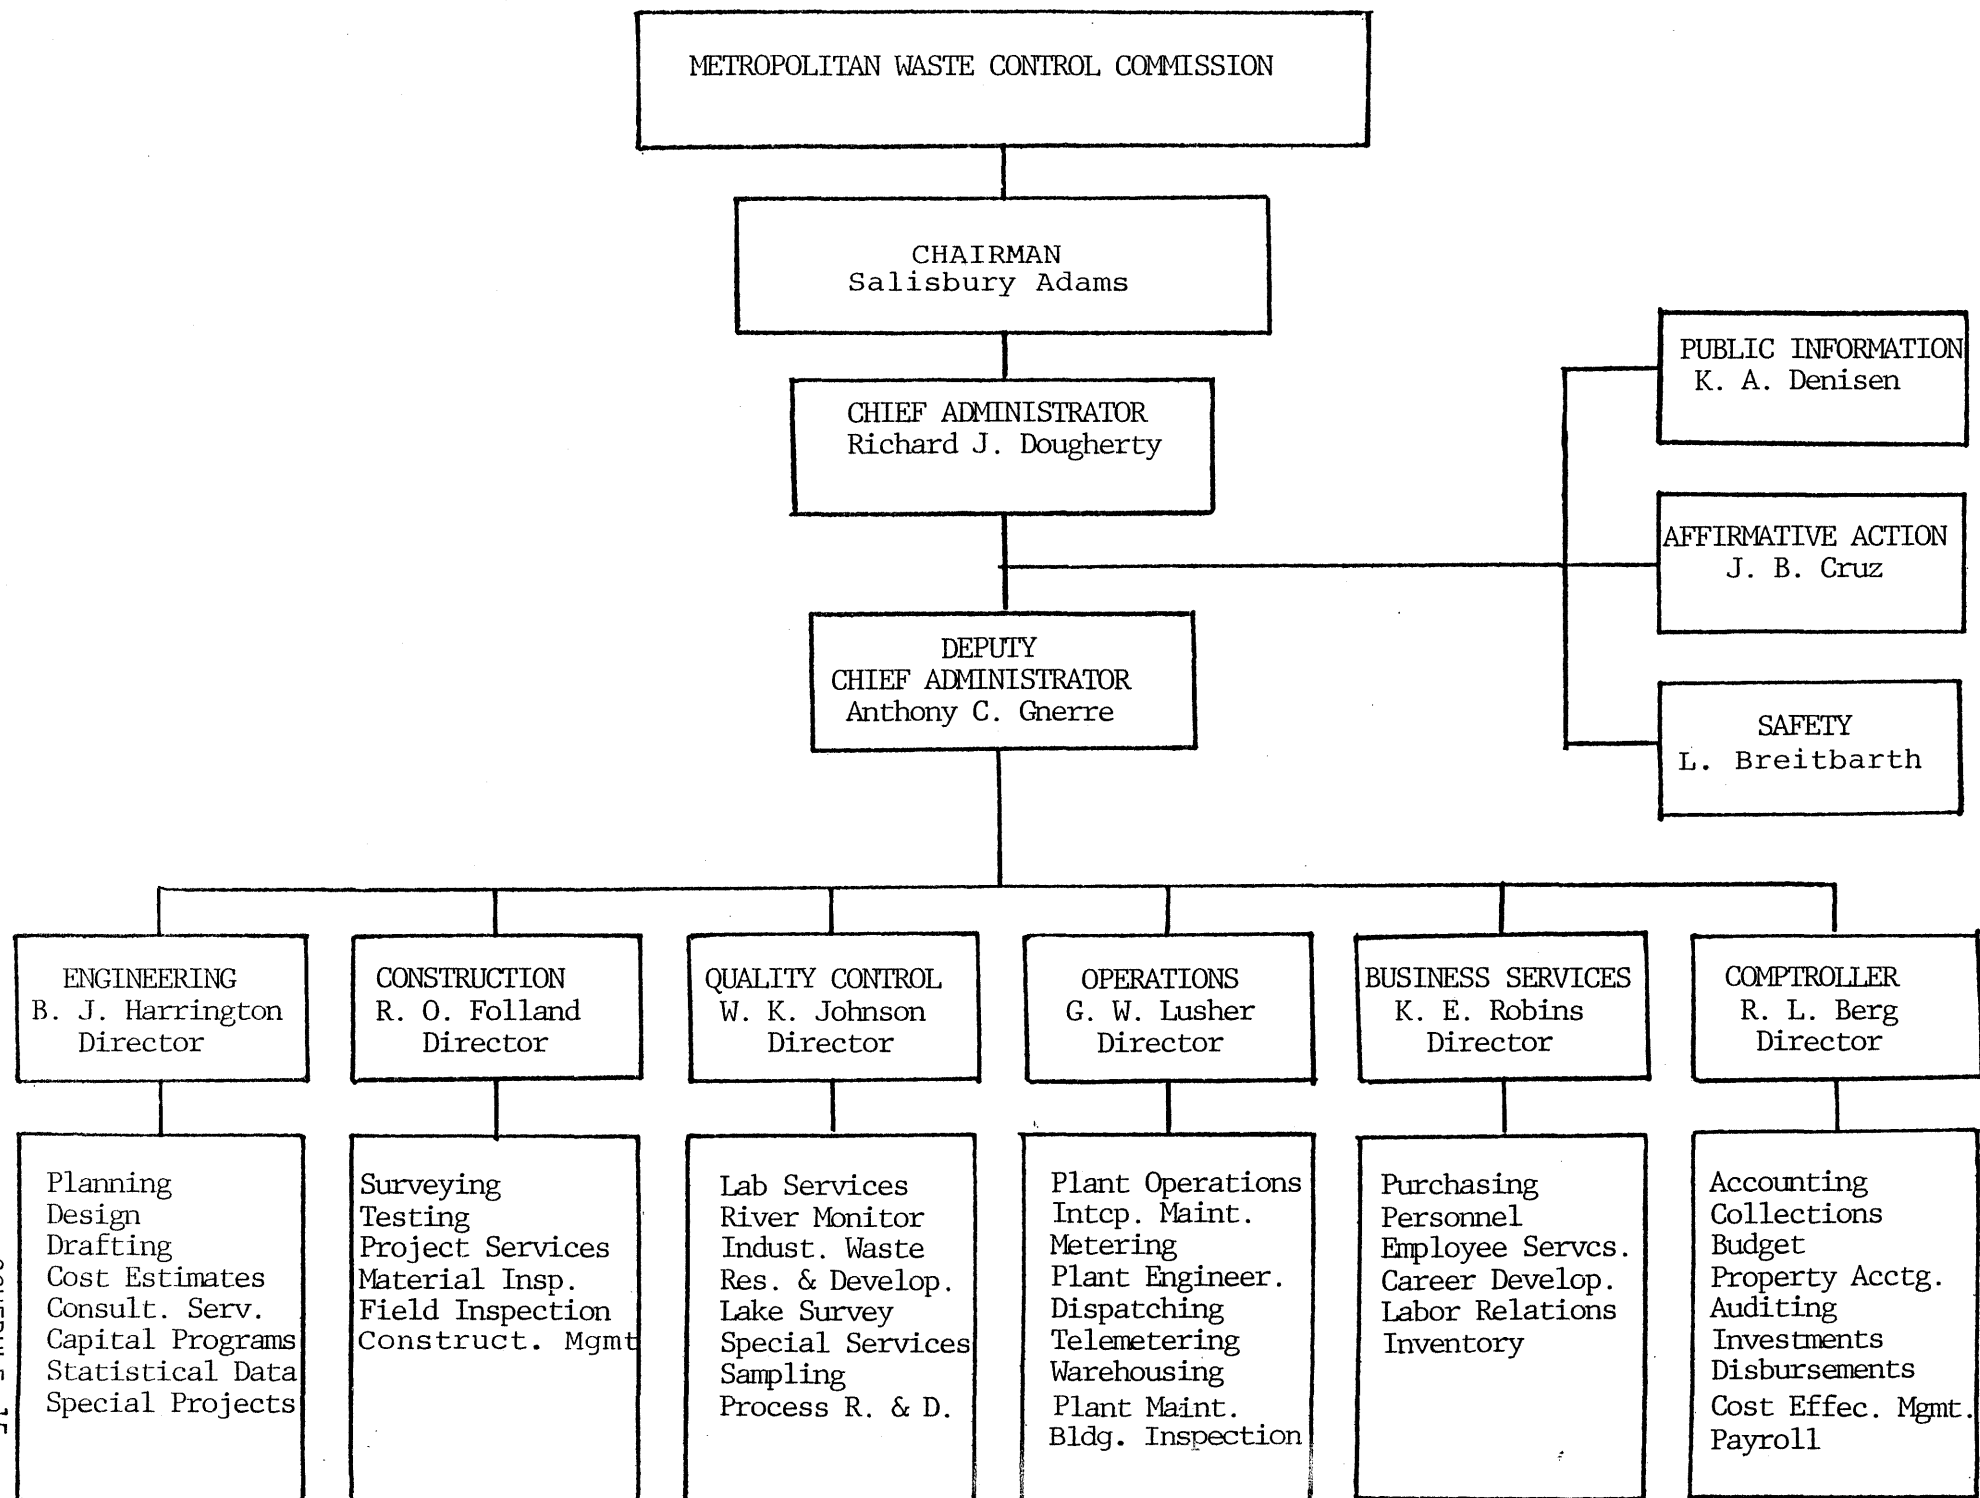 METROPOLITAN WASTE CONTROL COMMISSION
CHAIRMAN
Salisbury Adams
CHIEF ADMINISTRATOR
Richard J. Dougherty
PUBLIC INFORMATION
K. A. Denisen
AFFIRMATIVE ACTION
J. B. Cruz
SAFETY
L. Breitbarth
DEPUTY
CHIEF ADMINISTRATOR
Anthony C. Gnerre
ENGINEERING
B. J. Harrington
Director
Planning
Design
Drafting
Cost Estimates
Consult. Serv.
Capital Programs
Statistical Data
Special Projects
CONSTRUCTION
R. O. Folland
Director
Surveying
Testing
Project Services
Material Insp.
Field Inspection
Construct. Mgmt
QUALITY CONTROL
W. K. Johnson
Director
Lab Services
River Monitor
Indust. Waste
Res. & Develop.
Lake Survey
Special Services
Sampling
Process R. & D.
OPERATIONS
G. W. Lusher
Director
Plant Operations
Intcp. Maint.
Metering
Plant Engineer.
Dispatching
Telemetering
Warehousing
Plant Maint.
Bldg. Inspection
BUSINESS SERVICES
K. E. Robins
Director
Purchasing
Personnel
Employee Servcs.
Career Develop.
Labor Relations
Inventory
COMPTROLLER
R. L. Berg
Director
Accounting
Collections
Budget
Property Acctg.
Auditing
Investments
Disbursements
Cost Effec. Mgmt.
Payroll